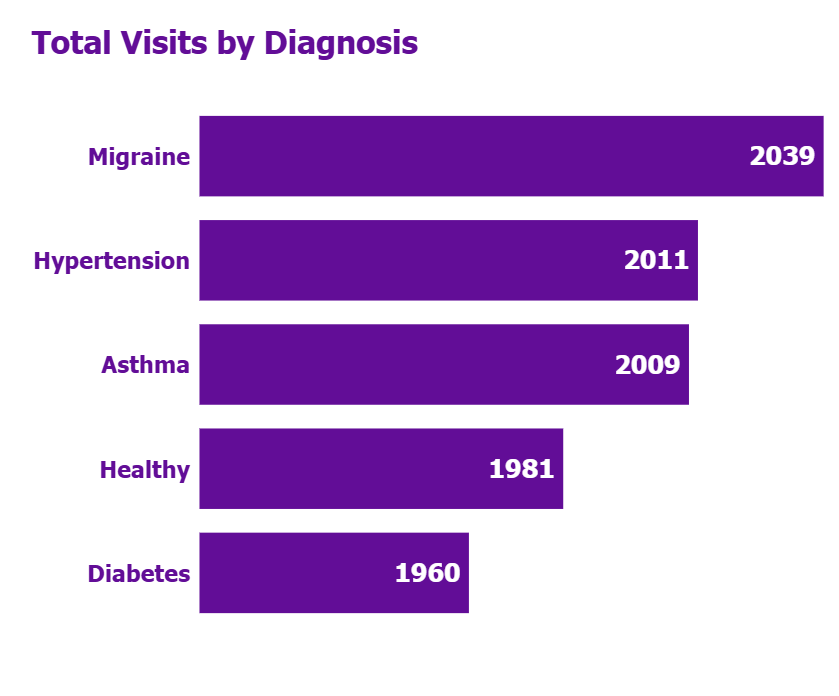 Total Visits by Diagnosis
Migraine 2039
Hypertension 2011
Asthma 2009
Healthy 1981
Diabetes 1960